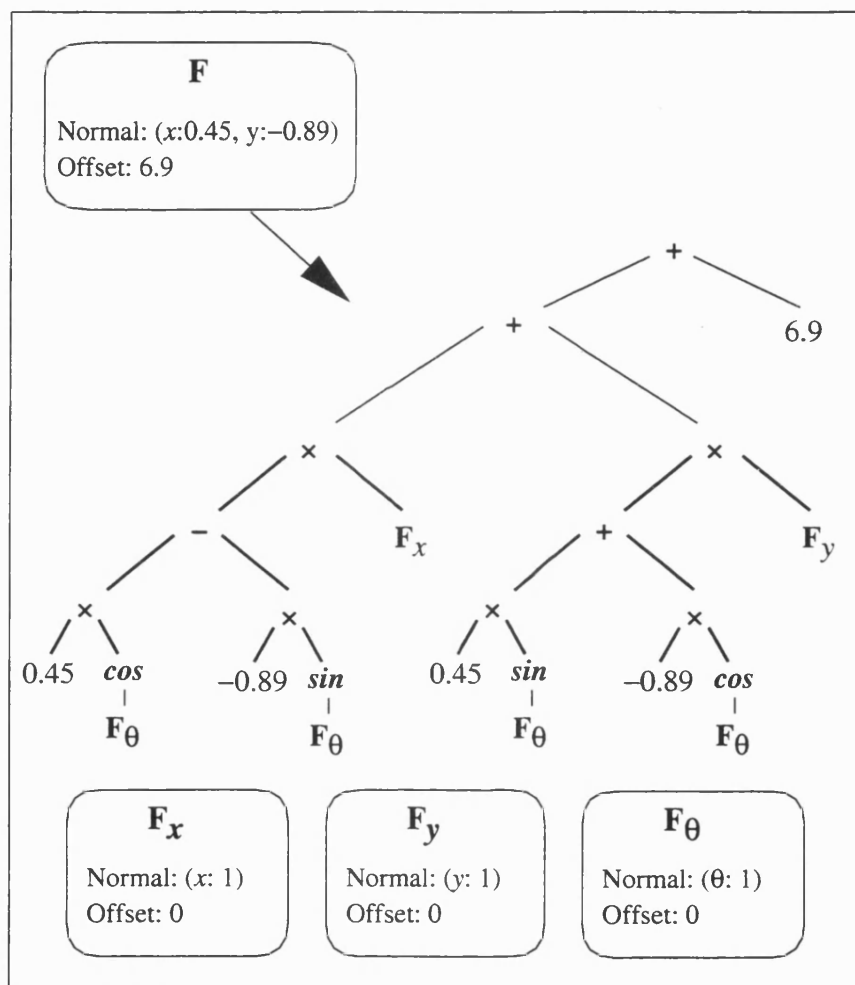 F
Normal: (x:0.45, y:−0.89)
Offset: 6.9
+
+
6.9
×
×
−
Fx
+
Fy
×
×
×
×
0.45 cos
−0.89 sin
0.45 sin
−0.89 cos
Fθ
Fθ
Fθ
Fθ
Fx
Normal: (x: 1)
Offset: 0
Fy
Normal: (y: 1)
Offset: 0
Fθ
Normal: (θ: 1)
Offset: 0